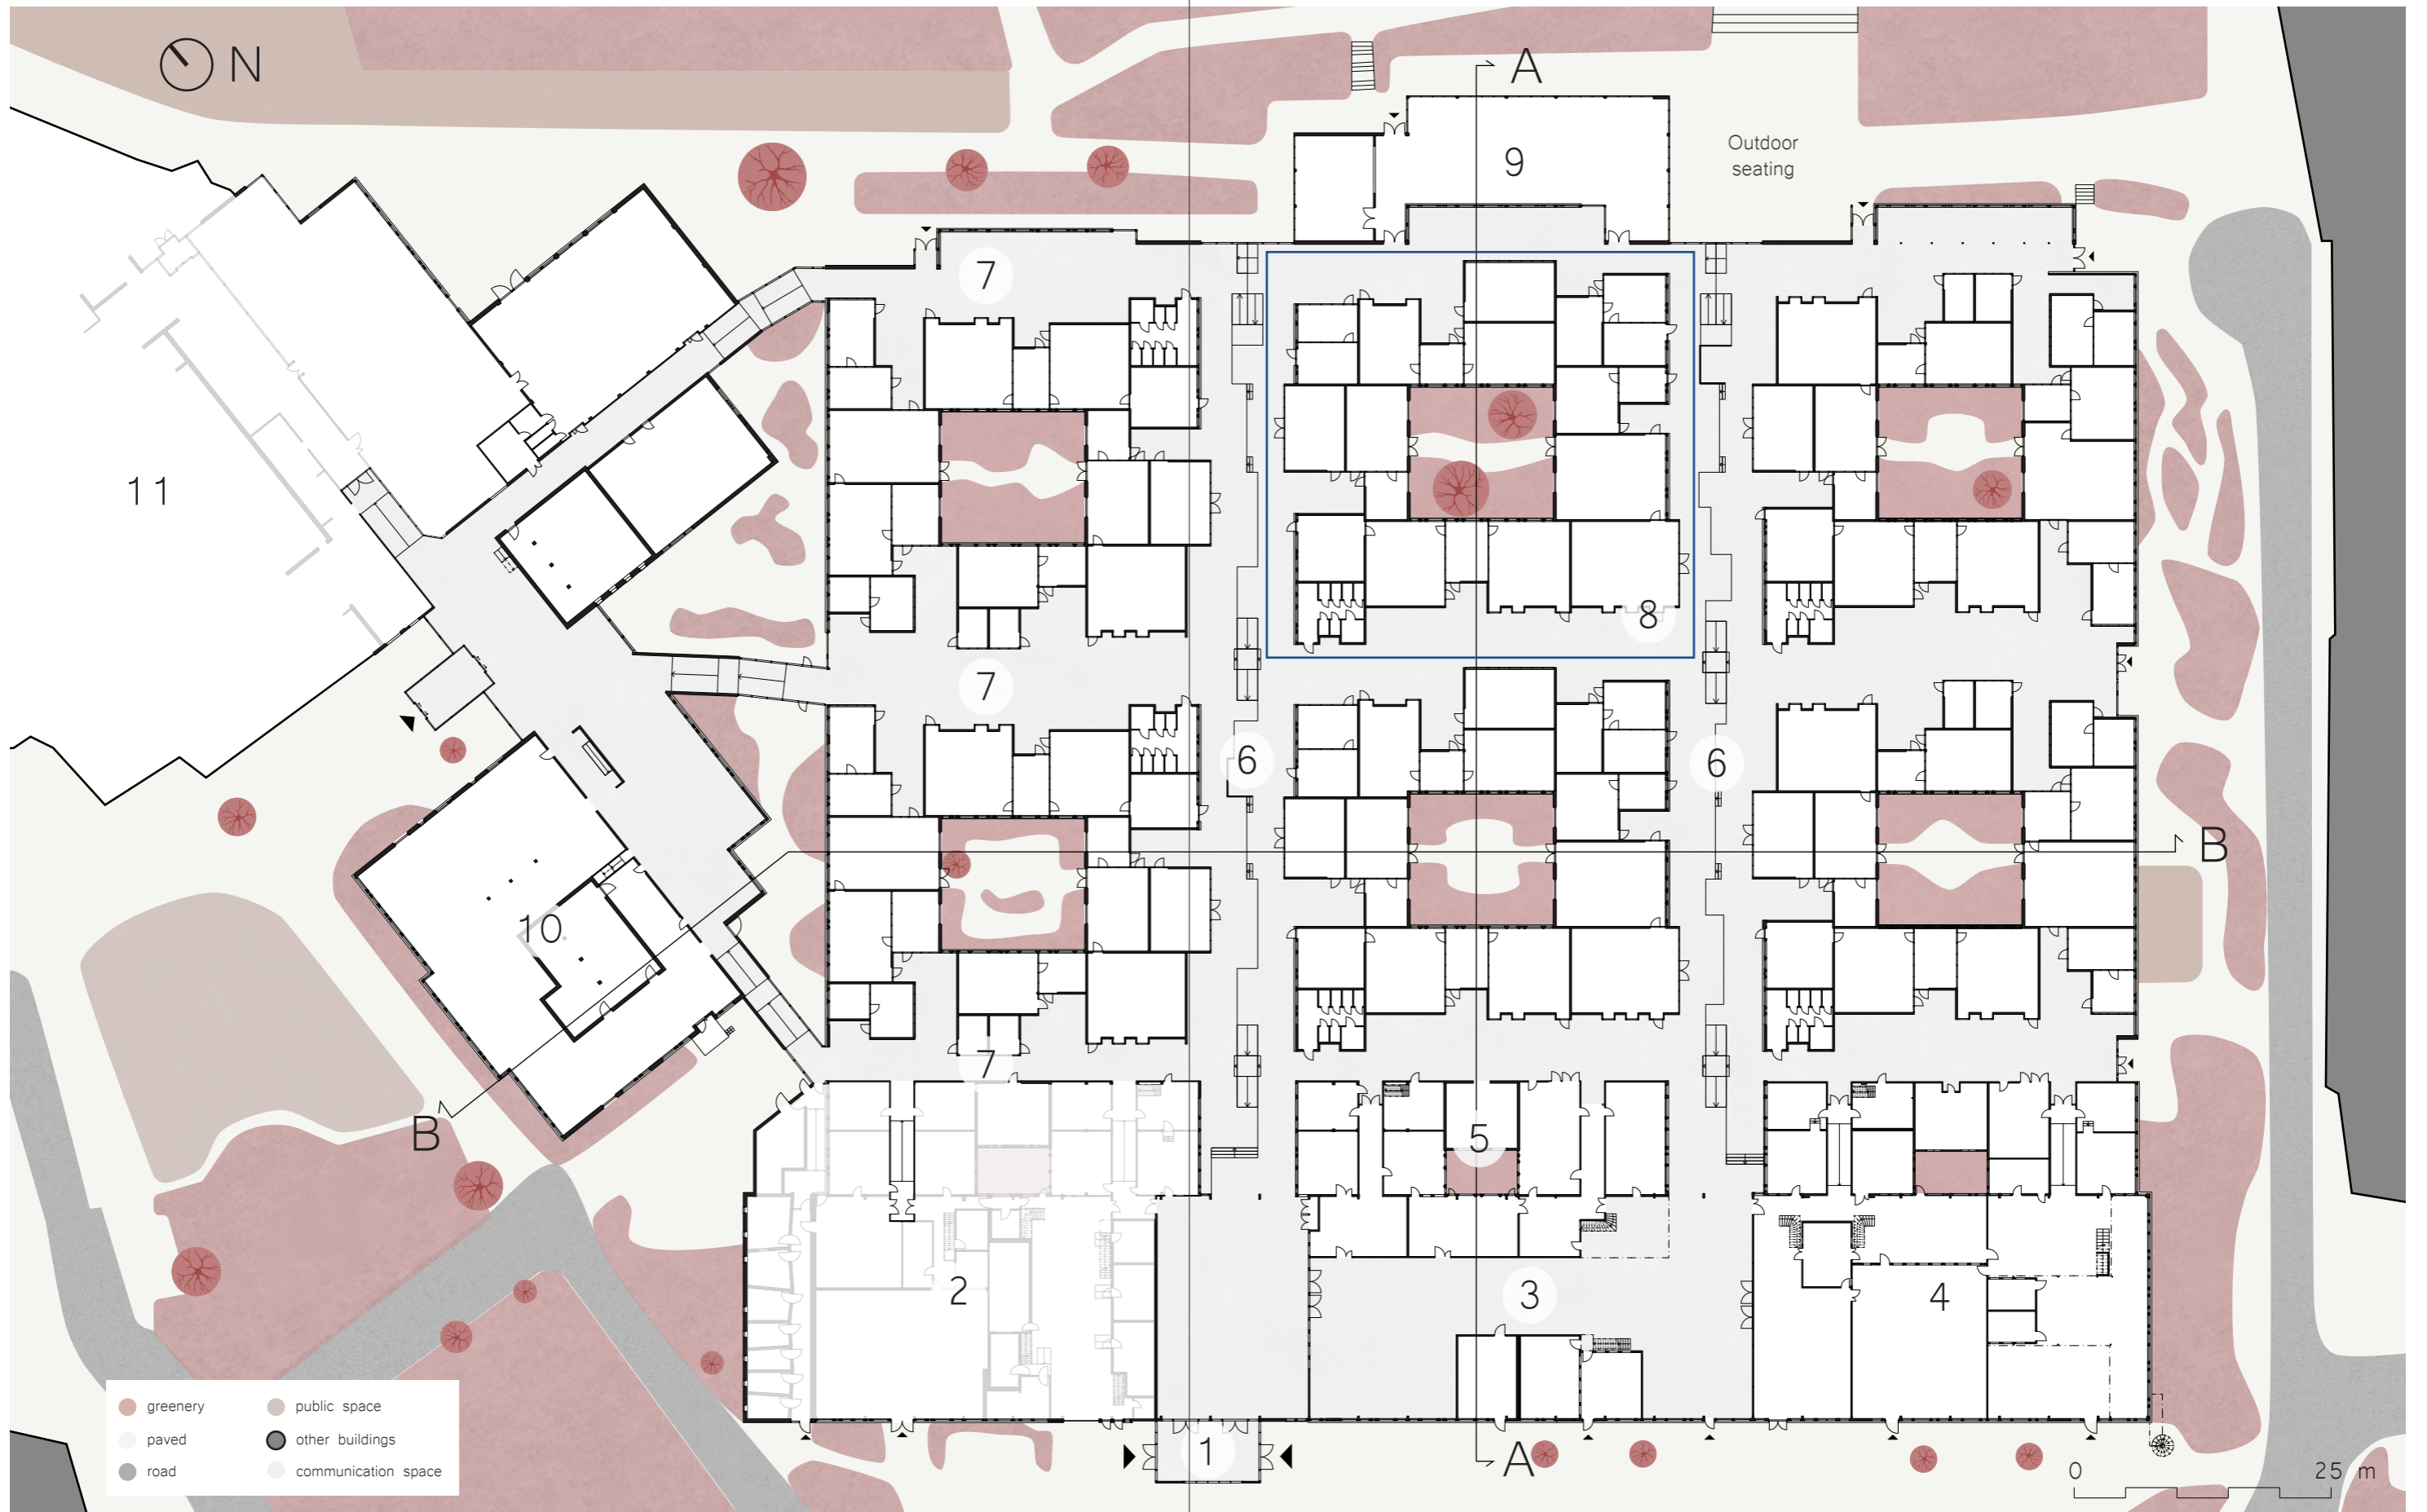 N
A
Outdoor
seating
9
7
11
8
7
6
6
B
10
7
B
5
2
3
4
greenery
public space
paved
other buildings
road
communication space
1
A
0
25 m